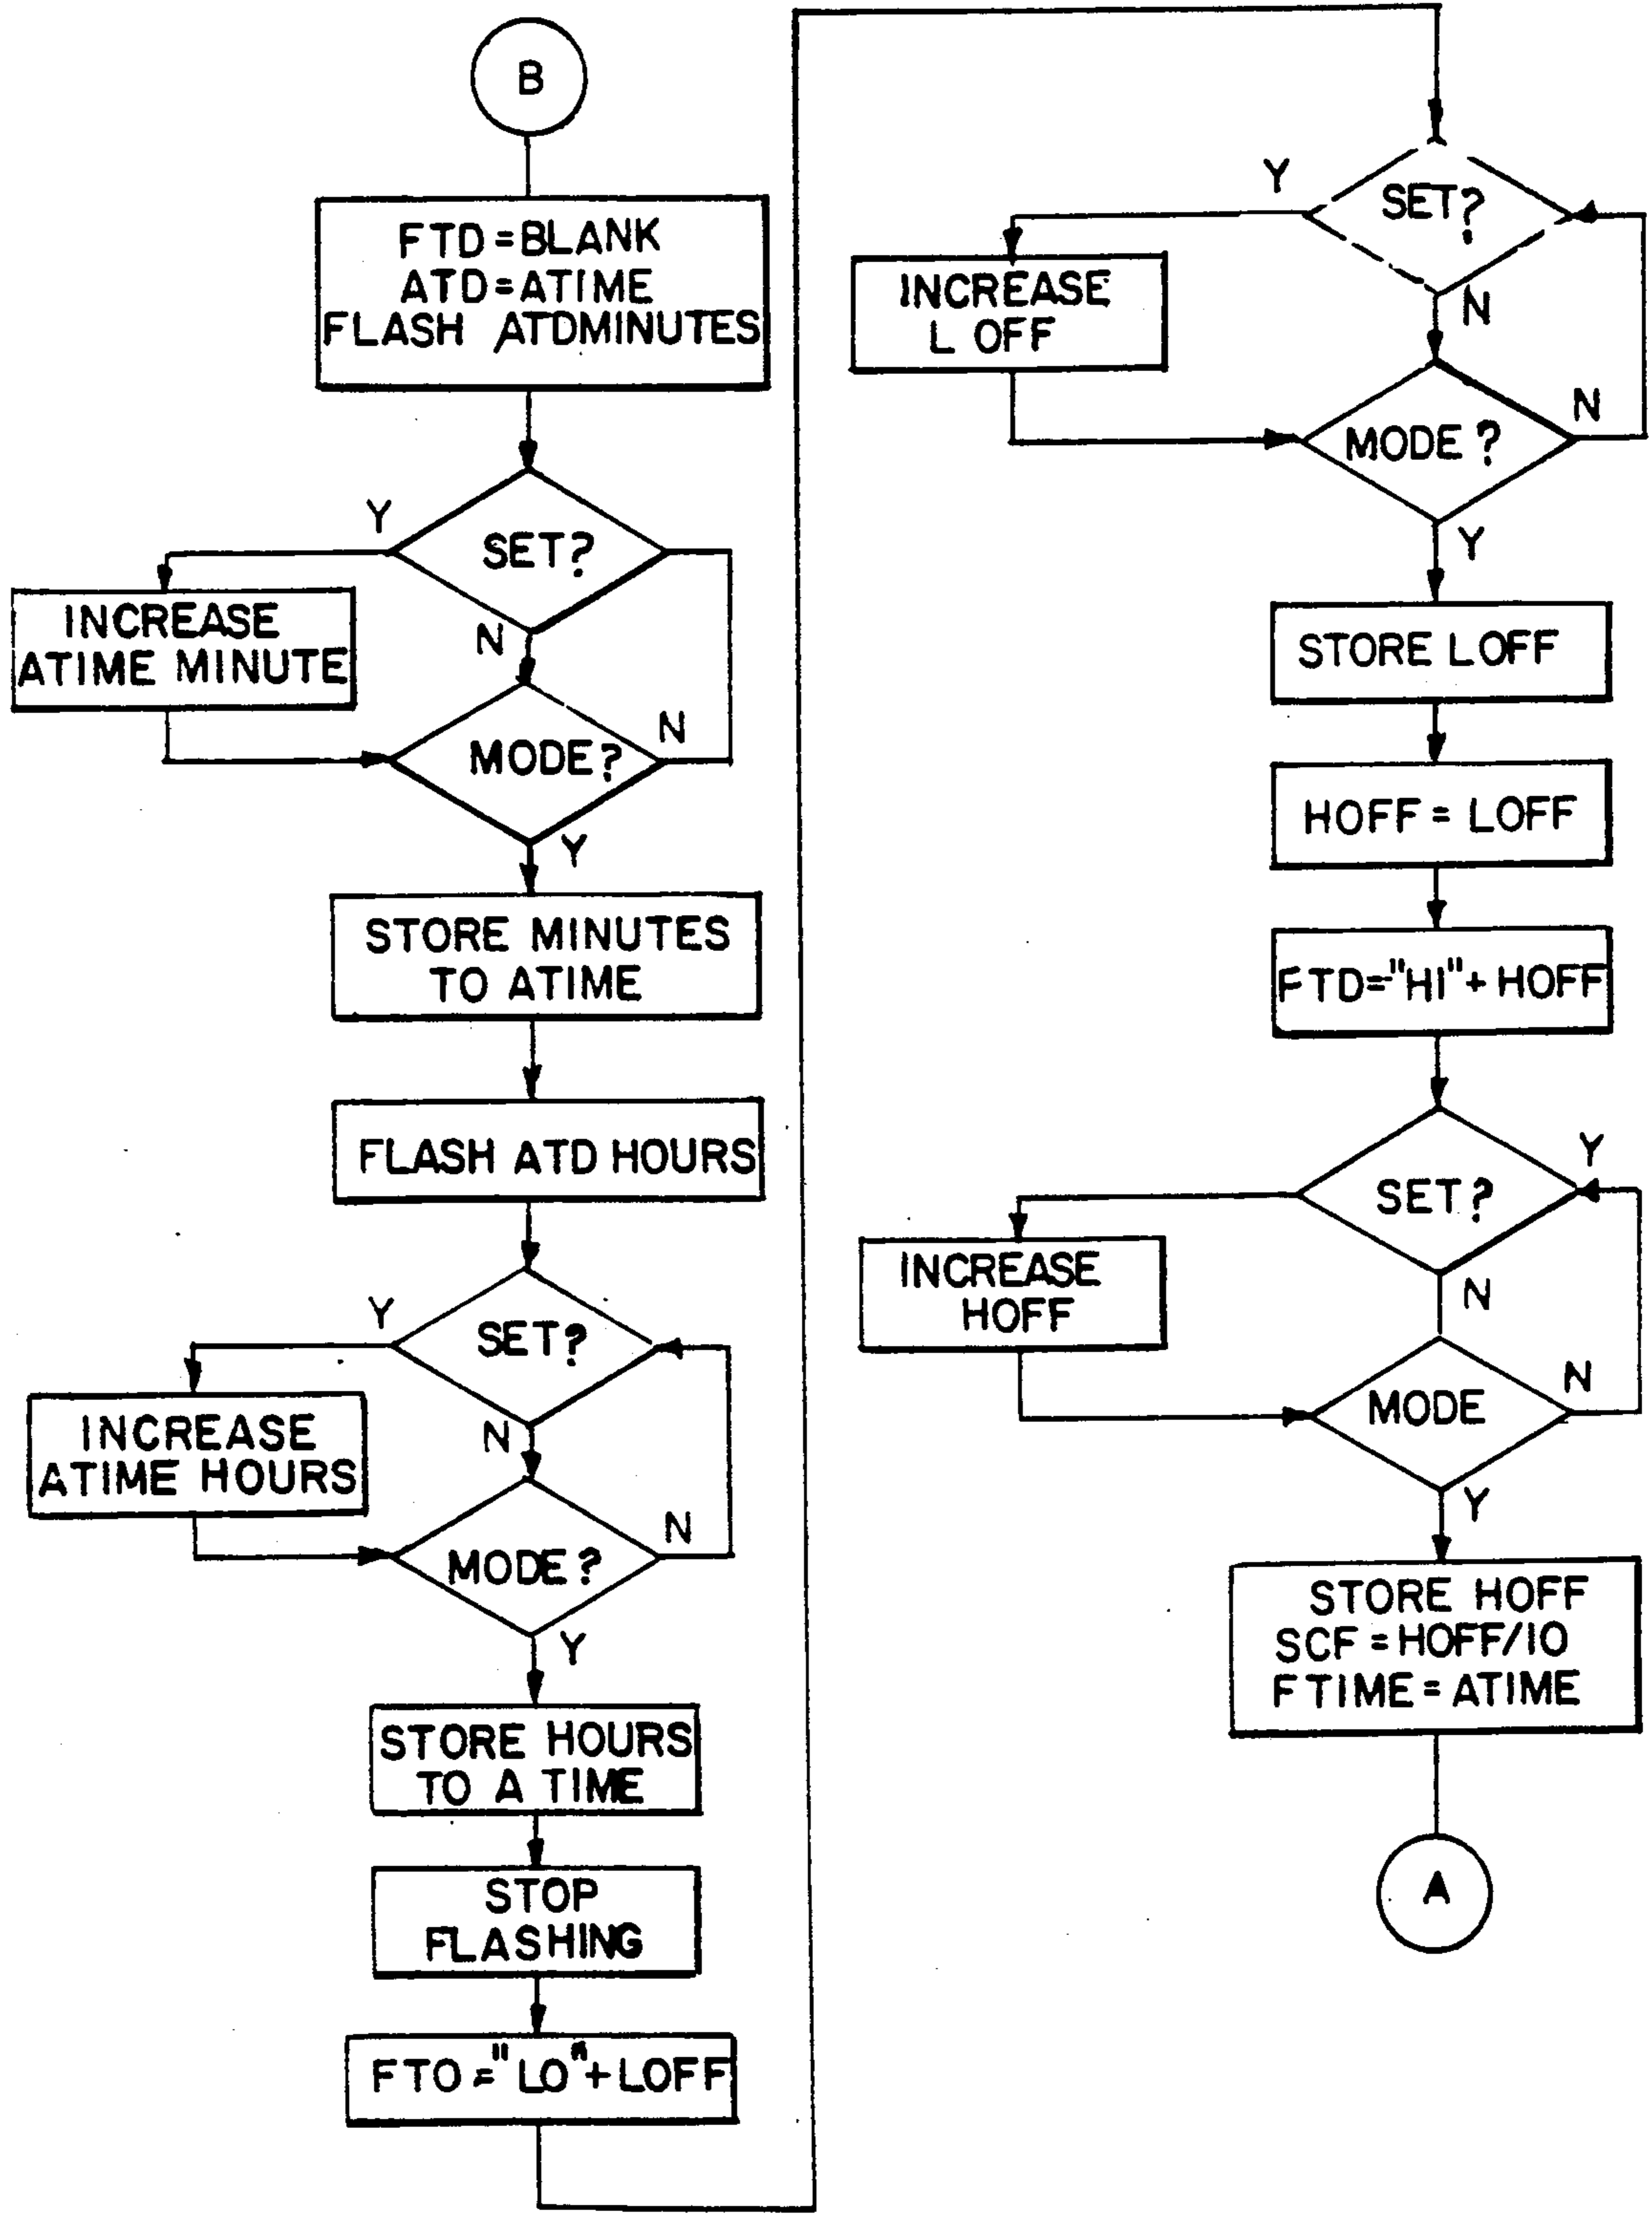 B
FTD = BLANK
ATD = ATIME
FLASH ATDMINUTES
Y
SET?
N
INCREASE
ATIME MINUTE
MODE?
N
Y
STORE MINUTES
TO ATIME
FLASH ATD HOURS
Y
SET?
N
INCREASE
ATIME HOURS
MODE?
N
Y
STORE HOURS
TO A TIME
STOP
FLASHING
FTO = "LO" + LOFF
Y
SET?
N
INCREASE
L OFF
MODE?
N
Y
STORE LOFF
HOFF = LOFF
FTD = "HI" + HOFF
Y
SET?
N
INCREASE
HOFF
MODE
N
Y
STORE HOFF
SCF = HOFF/10
FTIME = ATIME
A